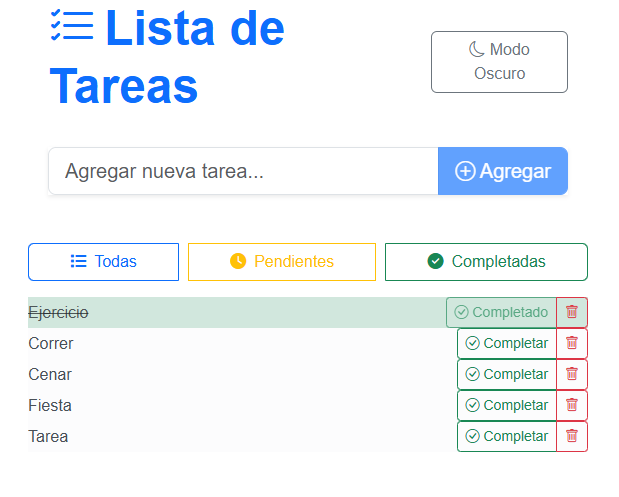 Lista de
Tareas
Modo
Oscuro
Agregar nueva tarea...
Agregar
Todas
Pendientes
Completadas
Ejercicio
Completado
Correr
Completar
Cenar
Completar
Fiesta
Completar
Tarea
Completar